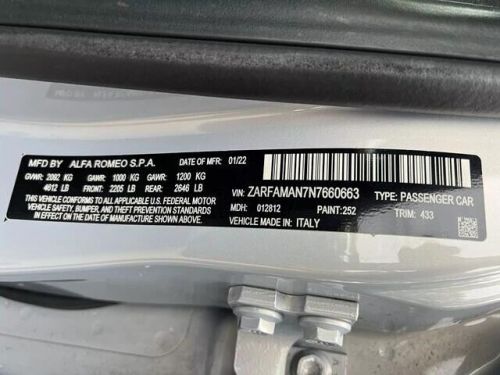 MFD BY ALFA ROMEO S.P.A. DATE OF MFR: 01/22
GVWR: 2092 KG GAWR: 1000 KG GAWR: 1200 KG
4612 LB FRONT: 2205 LB REAR: 2646 LB
THIS VEHICLE CONFORMS TO ALL FEDERAL MOTOR
VEHICLE SAFETY, BUMPER, AND THEFT PREVENTION STANDARDS
IN EFFECT ON THE DATE OF MANUFACTURE SHOWN ABOVE.
VIN: ZARFAMAN7N7660663 TYPE: PASSENGER CAR
MDH: 012812 PAINT: 252 TRIM: 433
VEHICLE MADE IN: ITALY